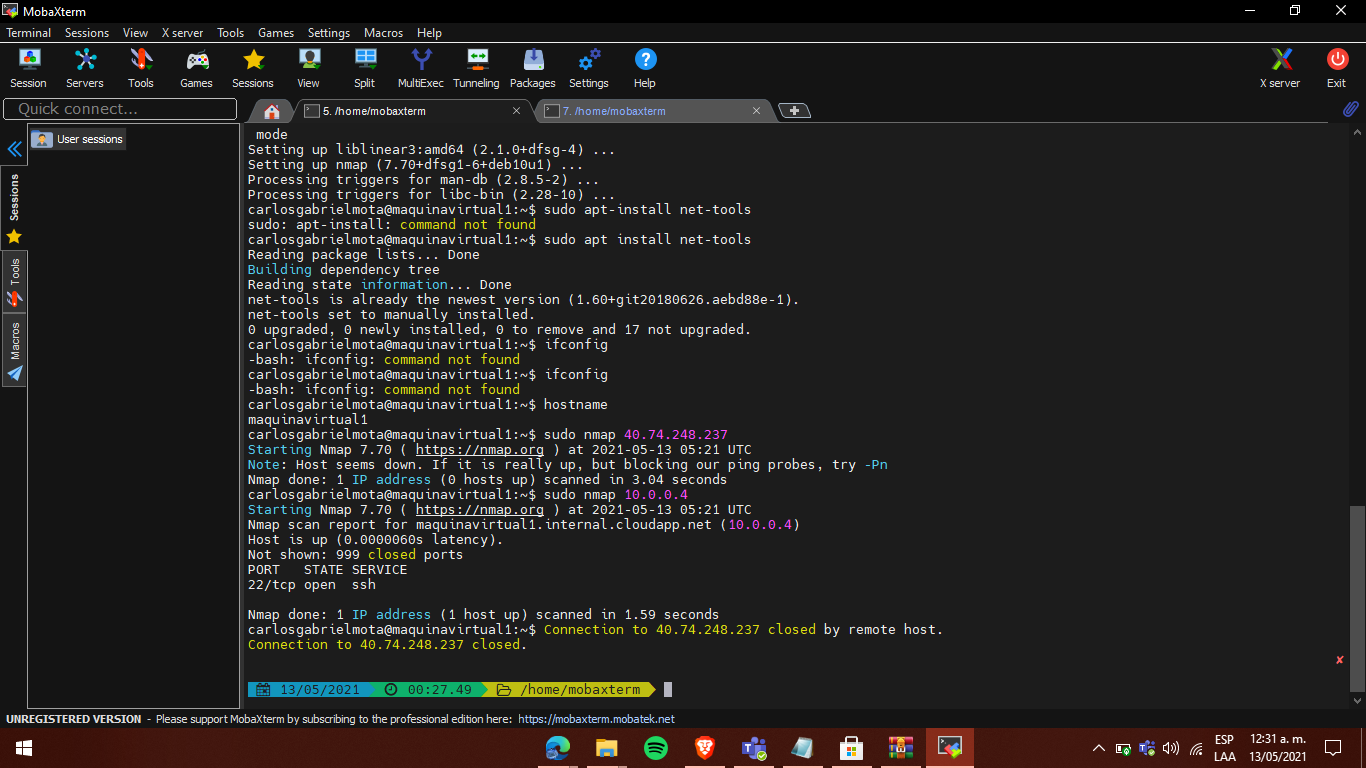 MobaXterm
Terminal Sessions View X server Tools Games Settings Macros Help
Session Servers Tools Games Sessions View Split MultiExec Tunneling Packages Settings Help X server Exit
Quick connect...
5. /home/mobaxterm
7. /home/mobaxterm
User sessions
Sessions
Tools
Macros
mode
Setting up liblinear3:amd64 (2.1.0+dfsg-4) ...
Setting up nmap (7.70+dfsg1-6+deb10u1) ...
Processing triggers for man-db (2.8.5-2) ...
Processing triggers for libc-bin (2.28-10) ...
carlosgabrielmota@maquinavirtual1:~$ sudo apt-install net-tools
sudo: apt-install: command not found
carlosgabrielmota@maquinavirtual1:~$ sudo apt install net-tools
Reading package lists... Done
Building dependency tree
Reading state information... Done
net-tools is already the newest version (1.60+git20180626.aebd88e-1).
net-tools set to manually installed.
0 upgraded, 0 newly installed, 0 to remove and 17 not upgraded.
carlosgabrielmota@maquinavirtual1:~$ ifconfig
-bash: ifconfig: command not found
carlosgabrielmota@maquinavirtual1:~$ ifconfig
-bash: ifconfig: command not found
carlosgabrielmota@maquinavirtual1:~$ hostname
maquinavirtual1
carlosgabrielmota@maquinavirtual1:~$ sudo nmap 40.74.248.237
Starting Nmap 7.70 ( https://nmap.org ) at 2021-05-13 05:21 UTC
Note: Host seems down. If it is really up, but blocking our ping probes, try -Pn
Nmap done: 1 IP address (0 hosts up) scanned in 3.04 seconds
carlosgabrielmota@maquinavirtual1:~$ sudo nmap 10.0.0.4
Starting Nmap 7.70 ( https://nmap.org ) at 2021-05-13 05:21 UTC
Nmap scan report for maquinavirtual1.internal.cloudapp.net (10.0.0.4)
Host is up (0.0000060s latency).
Not shown: 999 closed ports
PORT STATE SERVICE
22/tcp open ssh
Nmap done: 1 IP address (1 host up) scanned in 1.59 seconds
carlosgabrielmota@maquinavirtual1:~$ Connection to 40.74.248.237 closed by remote host.
Connection to 40.74.248.237 closed.
13/05/2021 00:27.49 /home/mobaxterm
UNREGISTERED VERSION - Please support MobaXterm by subscribing to the professional edition here: https://mobaxterm.mobatek.net
ESP 12:31 a. m.
LAA 13/05/2021